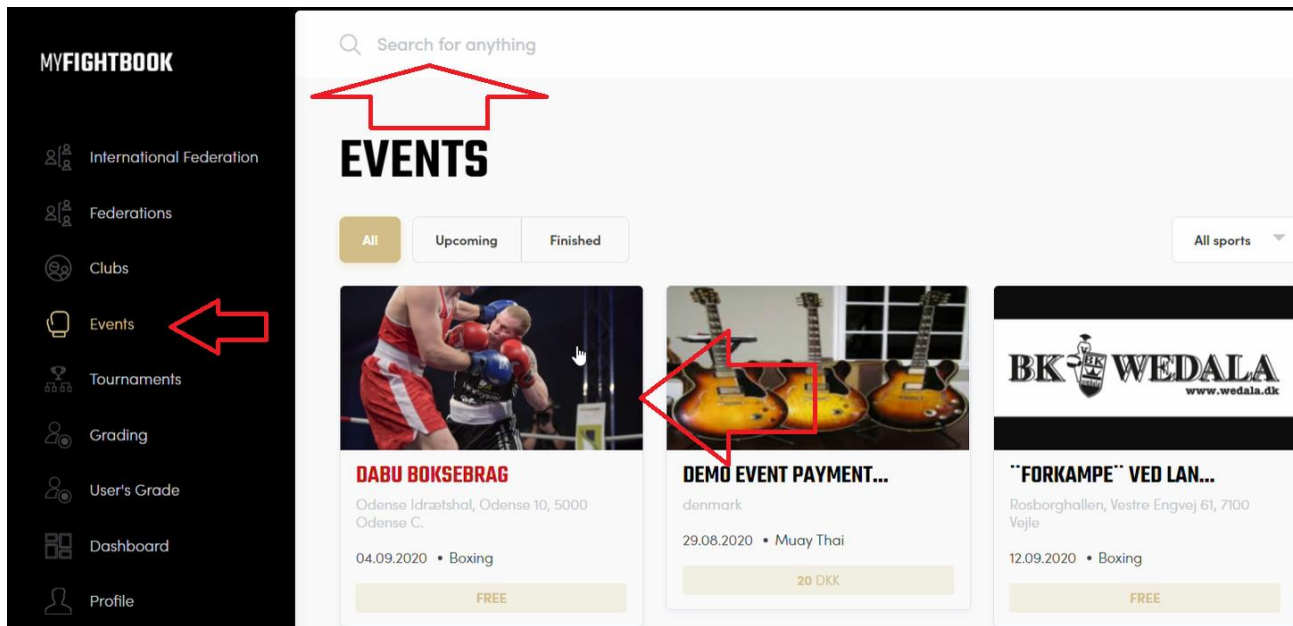 MYFIGHTBOOK
International Federation
Federations
Clubs
Events
Tournaments
Grading
User's Grade
Dashboard
Profile
Search for anything
EVENTS
All
Upcoming
Finished
All sports
DABU BOKSEBRAG
Odense Idrætshal, Odense 10, 5000
Odense C.
04.09.2020 • Boxing
FREE
DEMO EVENT PAYMENT...
denmark
29.08.2020 • Muay Thai
20 DKK
BK BK WEDALA
www.wedala.dk
¨FORKAMPE¨ VED LAN...
Rosborghallen, Vestre Engvej 61, 7100
Vejle
12.09.2020 • Boxing
FREE